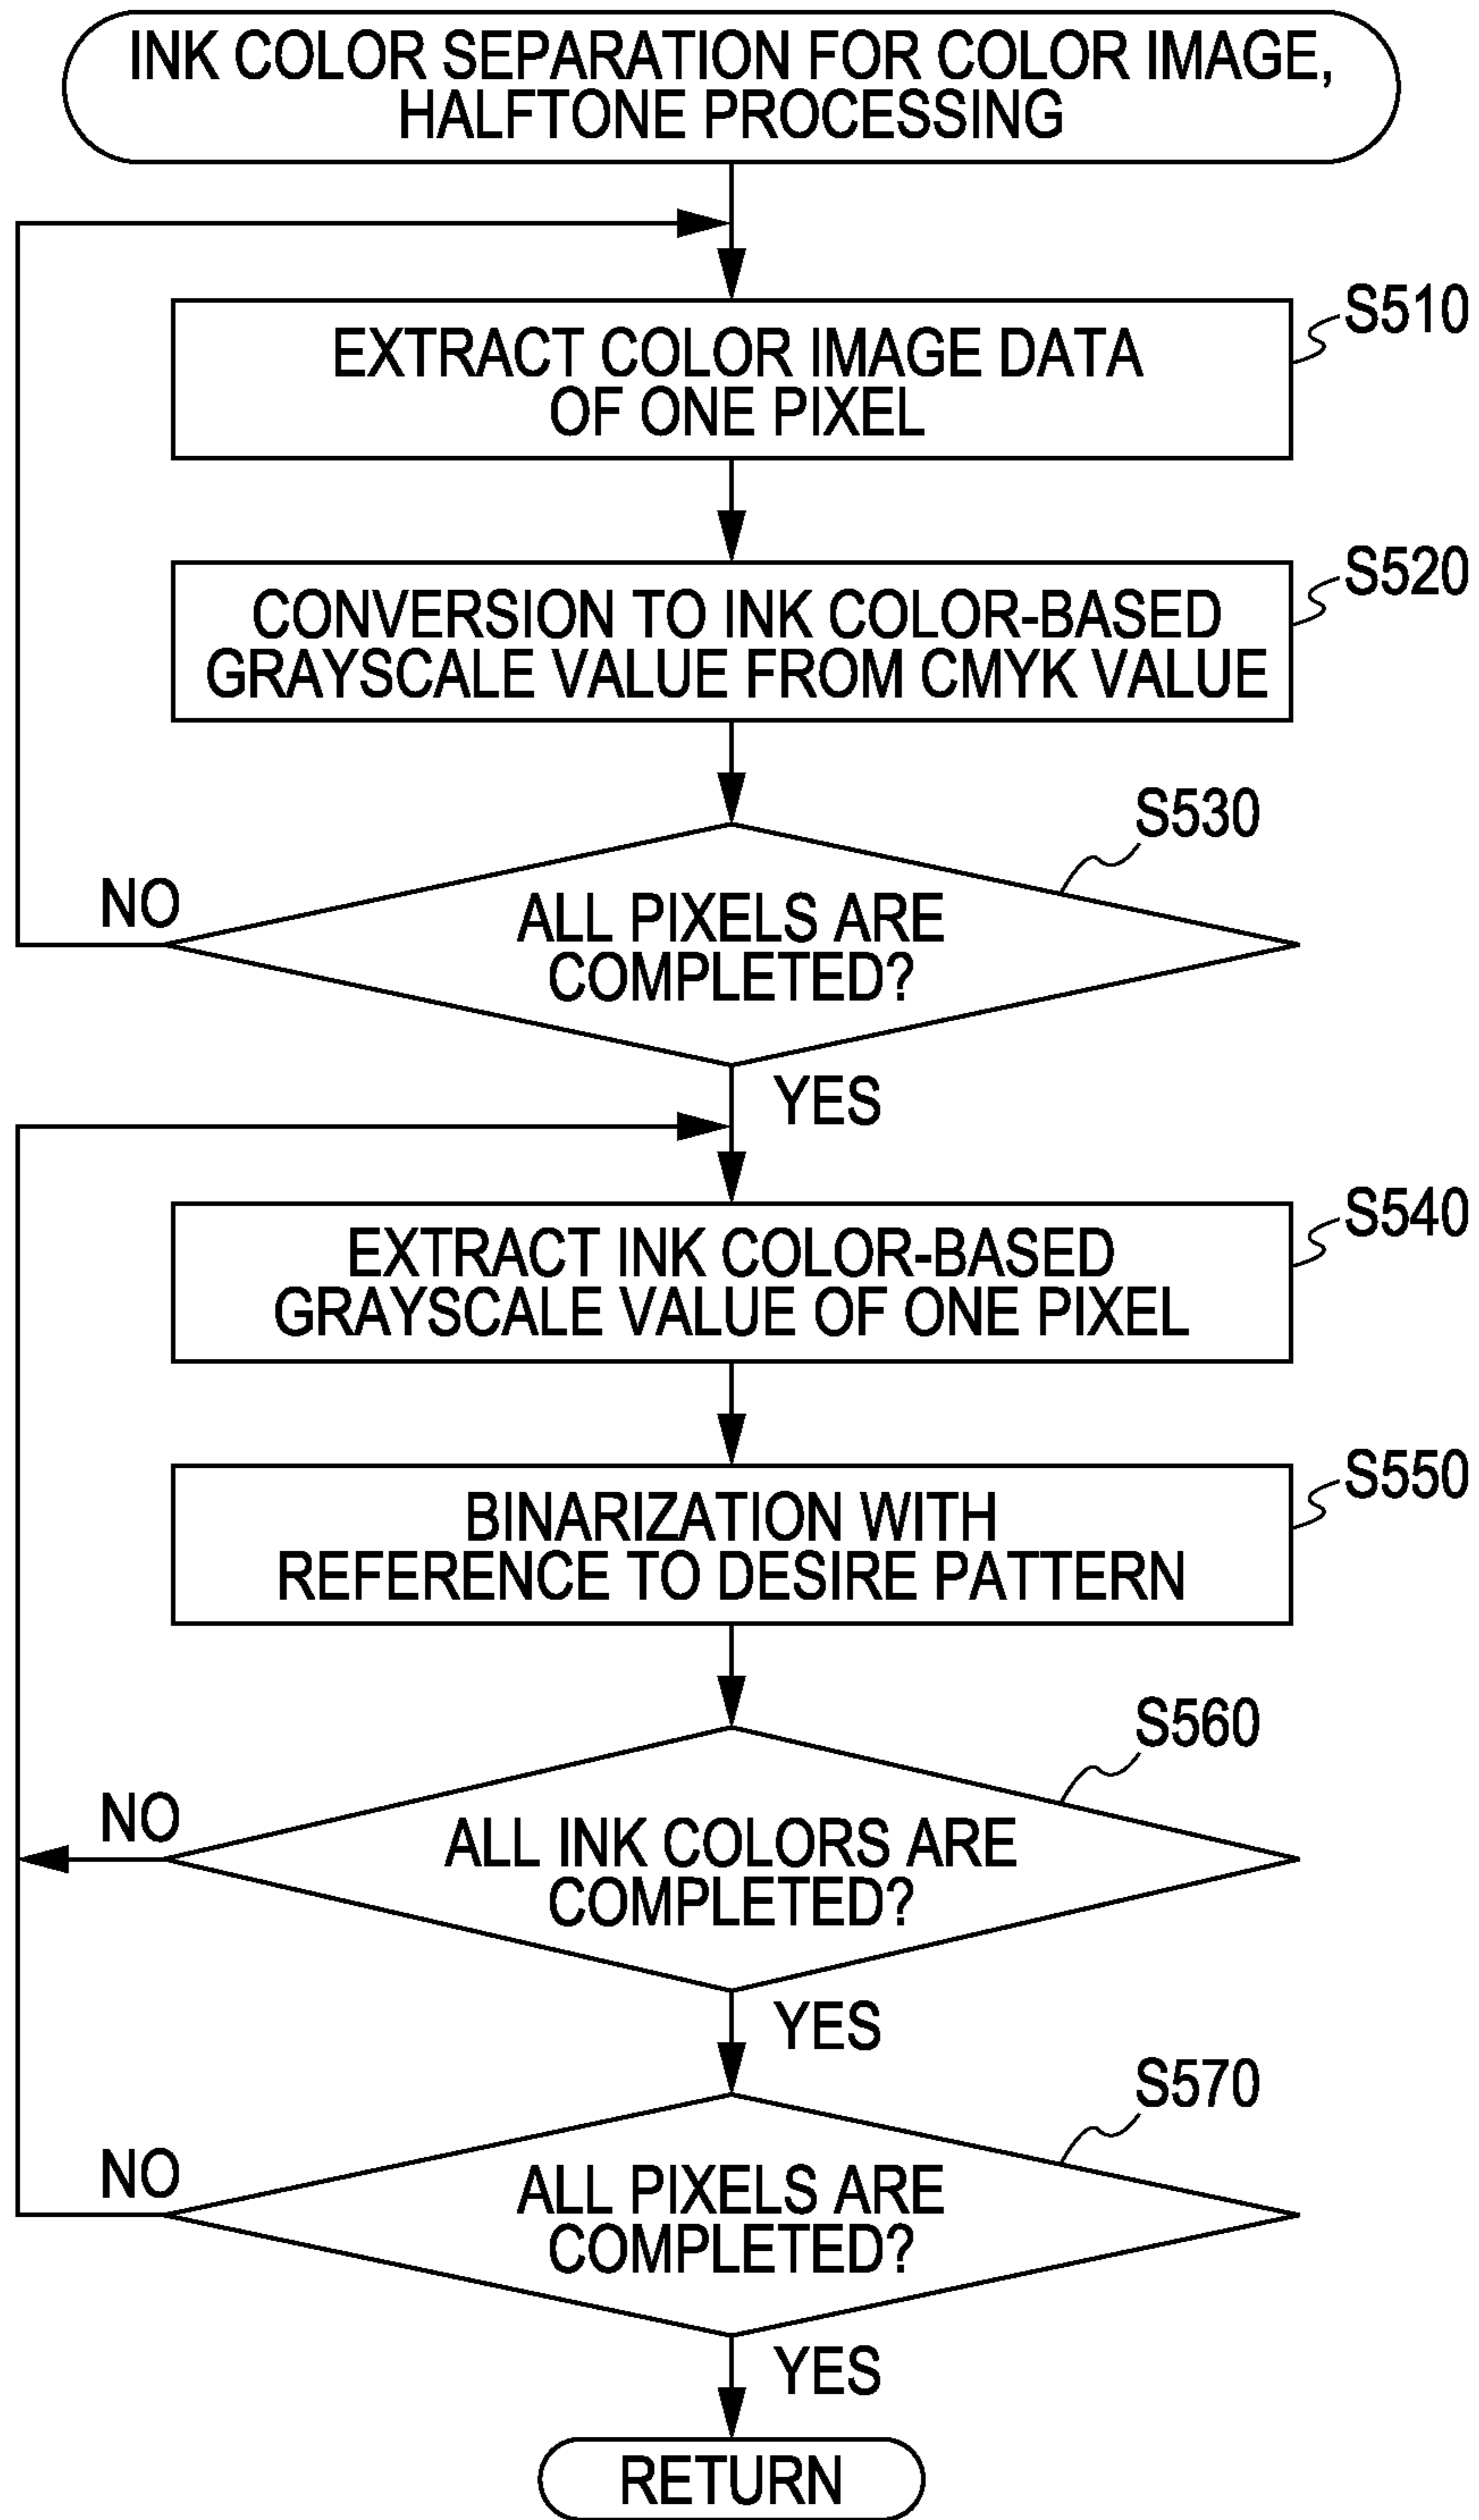 INK COLOR SEPARATION FOR COLOR IMAGE,
HALFTONE PROCESSING
S510
EXTRACT COLOR IMAGE DATA
OF ONE PIXEL
S520
CONVERSION TO INK COLOR-BASED
GRAYSCALE VALUE FROM CMYK VALUE
S530
NO
ALL PIXELS ARE
COMPLETED?
YES
S540
EXTRACT INK COLOR-BASED
GRAYSCALE VALUE OF ONE PIXEL
S550
BINARIZATION WITH
REFERENCE TO DESIRE PATTERN
S560
NO
ALL INK COLORS ARE
COMPLETED?
YES
S570
NO
ALL PIXELS ARE
COMPLETED?
YES
RETURN